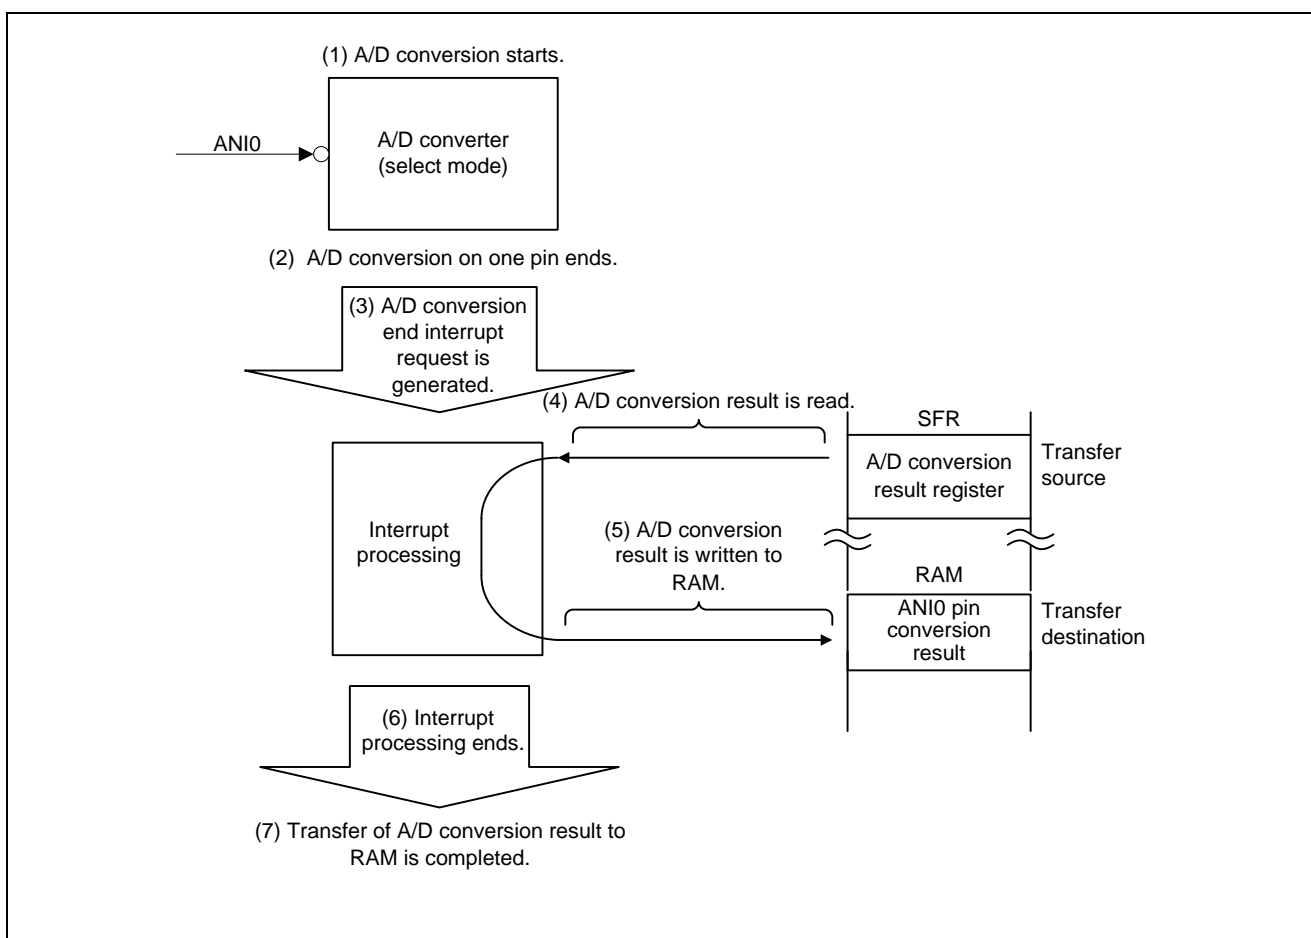 (1) A/D conversion starts.
ANI0
A/D converter
(select mode)
(2) A/D conversion on one pin ends.
(3) A/D conversion
end interrupt
request is
generated.
(4) A/D conversion result is read.
SFR
A/D conversion
result register
Transfer
source
Interrupt
processing
(5) A/D conversion
result is written to
RAM.
RAM
ANI0 pin
conversion
result
Transfer
destination
(6) Interrupt
processing ends.
(7) Transfer of A/D conversion result to
RAM is completed.